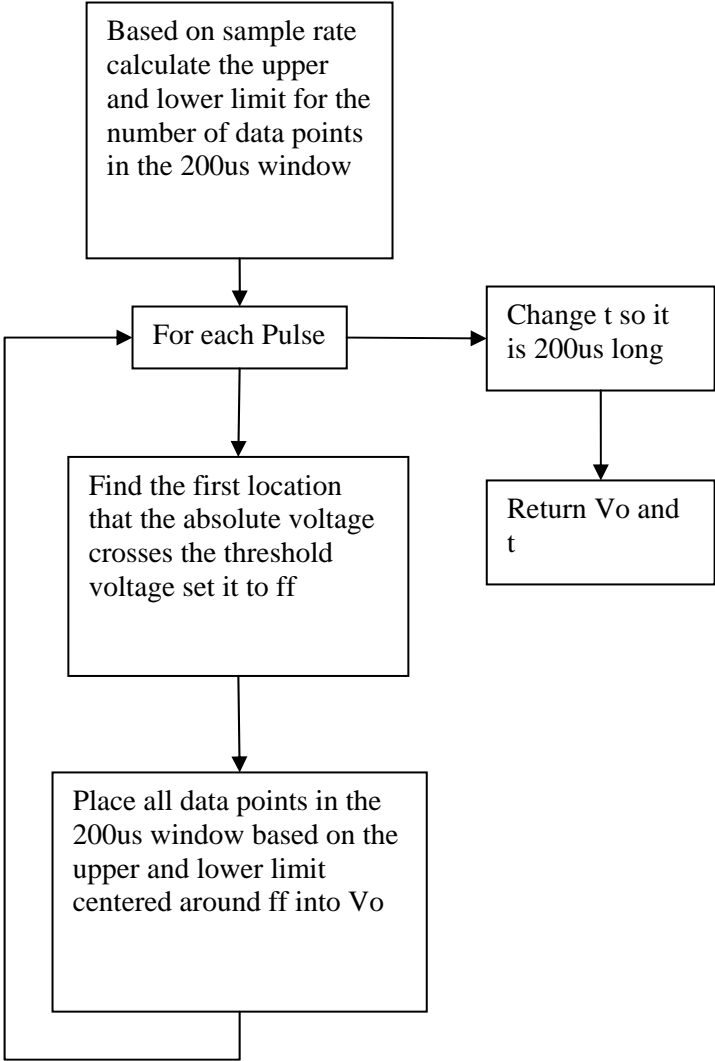 Based on sample rate
calculate the upper
and lower limit for the
number of data points
in the 200us window
For each Pulse
Change t so it
is 200us long
Find the first location
that the absolute voltage
crosses the threshold
voltage set it to ff
Return Vo and
t
Place all data points in the
200us window based on the
upper and lower limit
centered around ff into Vo